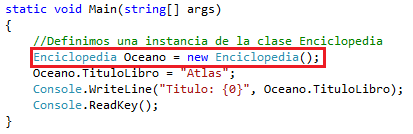 static void Main(string[] args)
{
//Definimos una instancia de la clase Enciclopedia
Enciclopedia Oceano = new Enciclopedia();
Oceano.TituloLibro = "Atlas";
Console.WriteLine("Titulo: {0}", Oceano.TituloLibro);
Console.ReadKey();
}